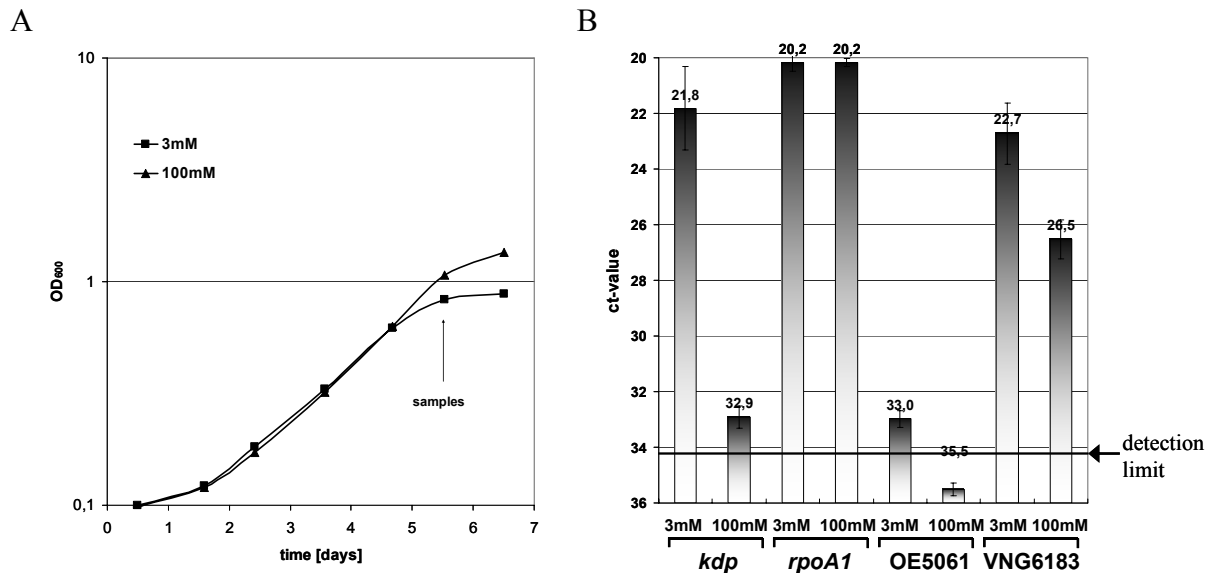 A
10
1
0,1
OD600
3mM
100mM
samples
0 1 2 3 4 5 6 7
time [days]
B
20
22
24
26
28
30
32
34
36
ct-value
21,8
32,9
20,2
20,2
33,0
35,5
22,7
26,5
detection
limit
3mM 100mM 3mM 100mM 3mM 100mM 3mM 100mM
kdp rpoA1 OE5061 VNG6183